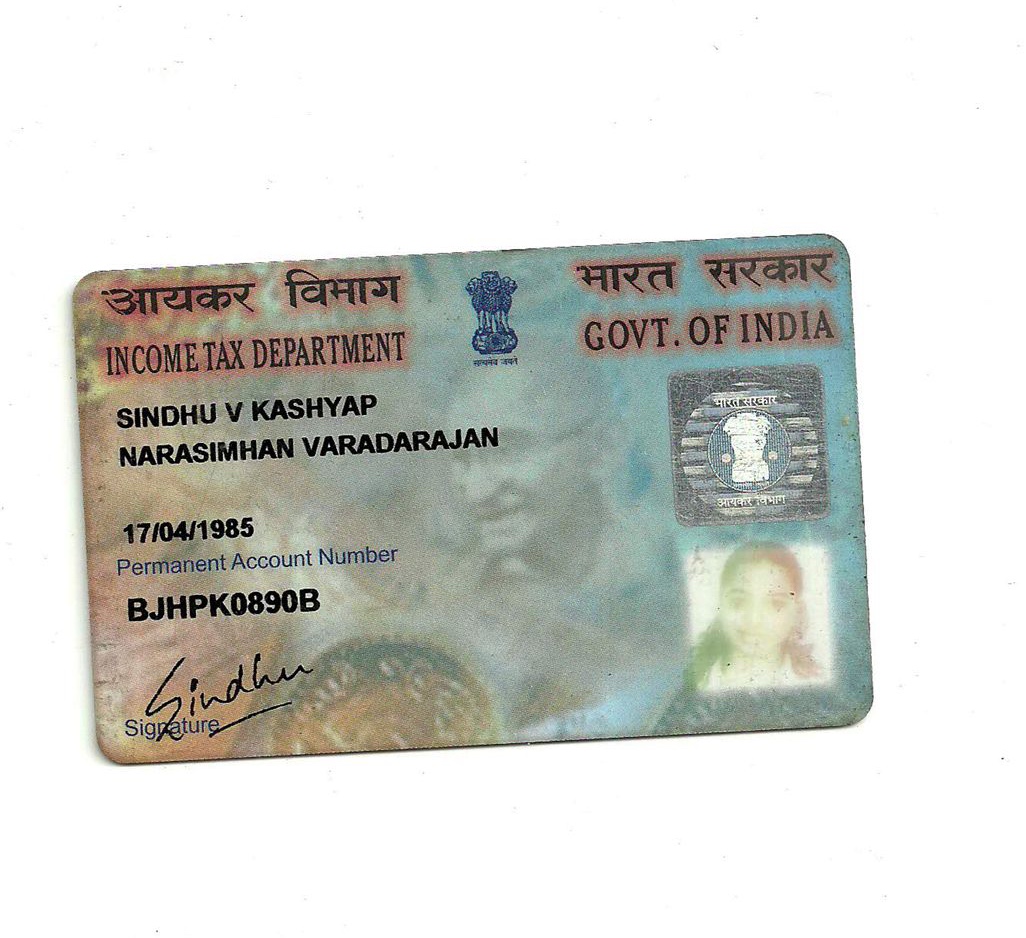 आयकर विभाग
भारत सरकार
INCOME TAX DEPARTMENT
GOVT. OF INDIA
सत्यमेव जयते
SINDHU V KASHYAP
NARASIMHAN VARADARAJAN
भारत सरकार
आयकर विभाग
17/04/1985
Permanent Account Number
BJHPK0890B
Sindhu
Signature